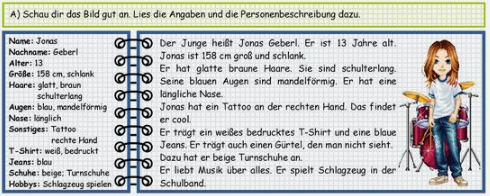 A) Schau dir das Bild gut an. Lies die Angaben und die Personenbeschreibung dazu.
Name: Jonas
Nachname: Geberl
Alter: 13
Größe: 158 cm, schlank
Haare: glatt, braun
schulterlang
Augen: blau, mandelförmig
Nase: länglich
Sonstiges: Tattoo
rechte Hand
T-Shirt: weiß, bedruckt
Jeans: blau
Schuhe: beige; Turnschuhe
Hobbys: Schlagzeug spielen
Der Junge heißt Jonas Geberl. Er ist 13 Jahre alt.
Jonas ist 158 cm groß und schlank.
Er hat glatte braune Haare. Sie sind schulterlang.
Seine blauen Augen sind mandelförmig. Er hat eine
längliche Nase.
Jonas hat ein Tattoo an der rechten Hand. Das findet
er cool.
Er trägt ein weißes bedrucktes T-Shirt und eine blaue
Jeans. Er trägt auch einen Gürtel, den man nicht sieht.
Dazu hat er beige Turnschuhe an.
Er liebt Musik über alles. Er spielt Schlagzeug in der
Schulband.